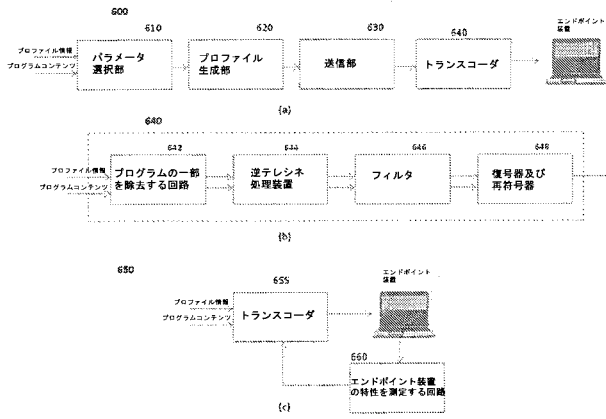 600
610
620
630
640
エンドポイント
装置
プロファイル情報
プログラムコンテンツ
パラメータ
選択部
プロファイル
生成部
送信部
トランスコーダ
(a)
640
642
644
646
648
プロファイル情報
プログラムコンテンツ
プログラムの一部
を除去する回路
逆テレシネ
処理装置
フィルタ
復号器及び
再符号器
(b)
650
655
エンドポイント
装置
プロファイル情報
プログラムコンテンツ
トランスコーダ
660
エンドポイント装置
の特性を測定する回路
(c)